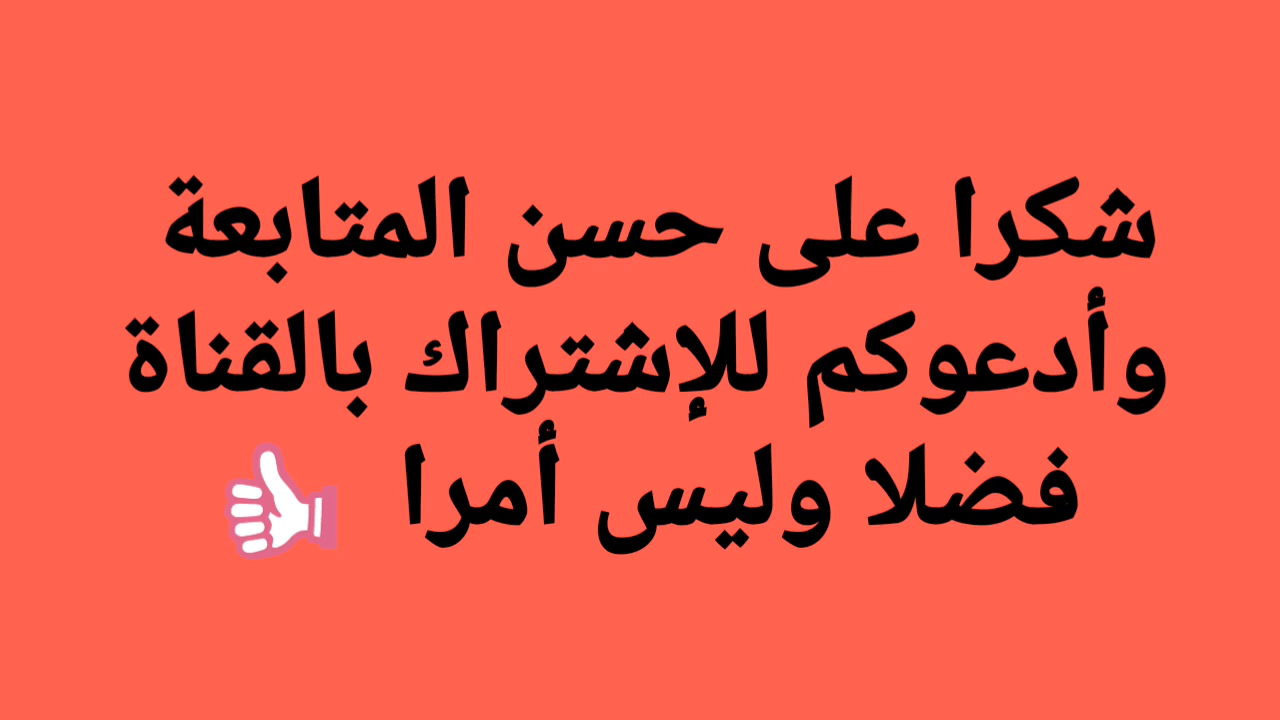 شكرا على حسن المتابعة
وأدعوكم للإشتراك بالقناة
فضلا وليس أمرا